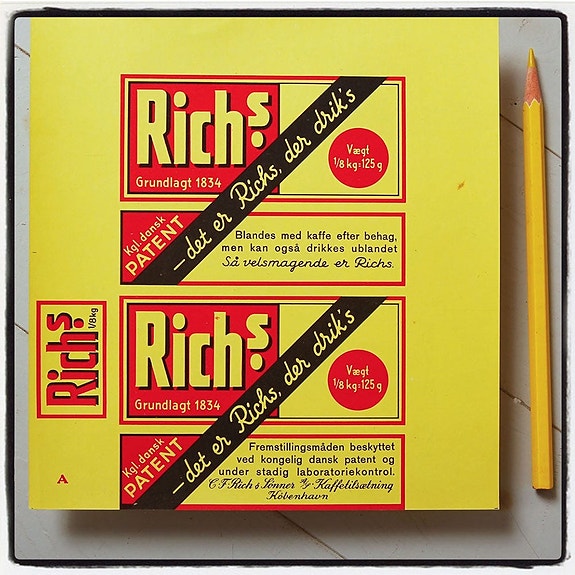 Richs
Grundlagt 1834
— det er Richs, der drik's
Vægt
1/8 kg=125 g
Kgl. dansk
PATENT
Blandes med kaffe efter behag,
men kan også drikkes ublandet
Så velsmagende er Richs.
Richs
1/8 kg
Richs
Grundlagt 1834
— det er Richs, der drik's
Vægt
1/8 kg=125 g
Kgl. dansk
PATENT
Fremstillingsmåden beskyttet
ved kongelig dansk patent og
under stadig laboratoriekontrol.
C.F. Rich & Sønner A/S · Kaffetilsætning
København
A